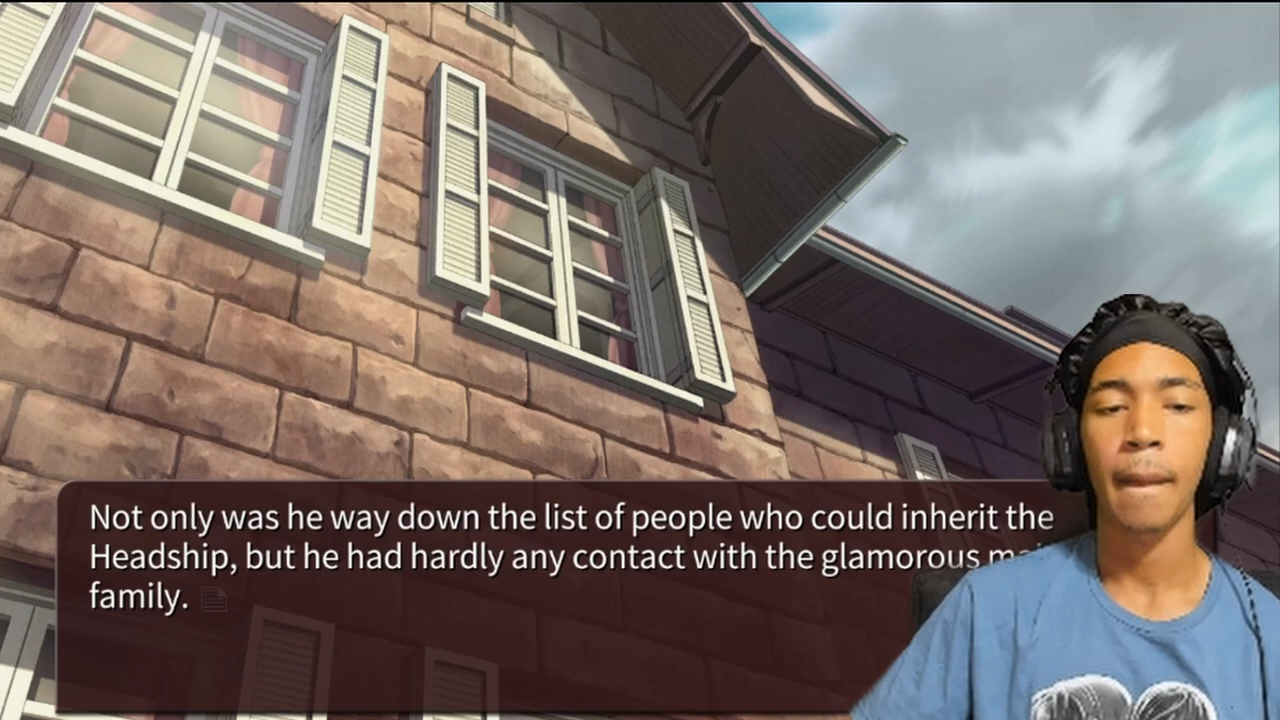 Not only was he way down the list of people who could inherit the
Headship, but he had hardly any contact with the glamorous
family.